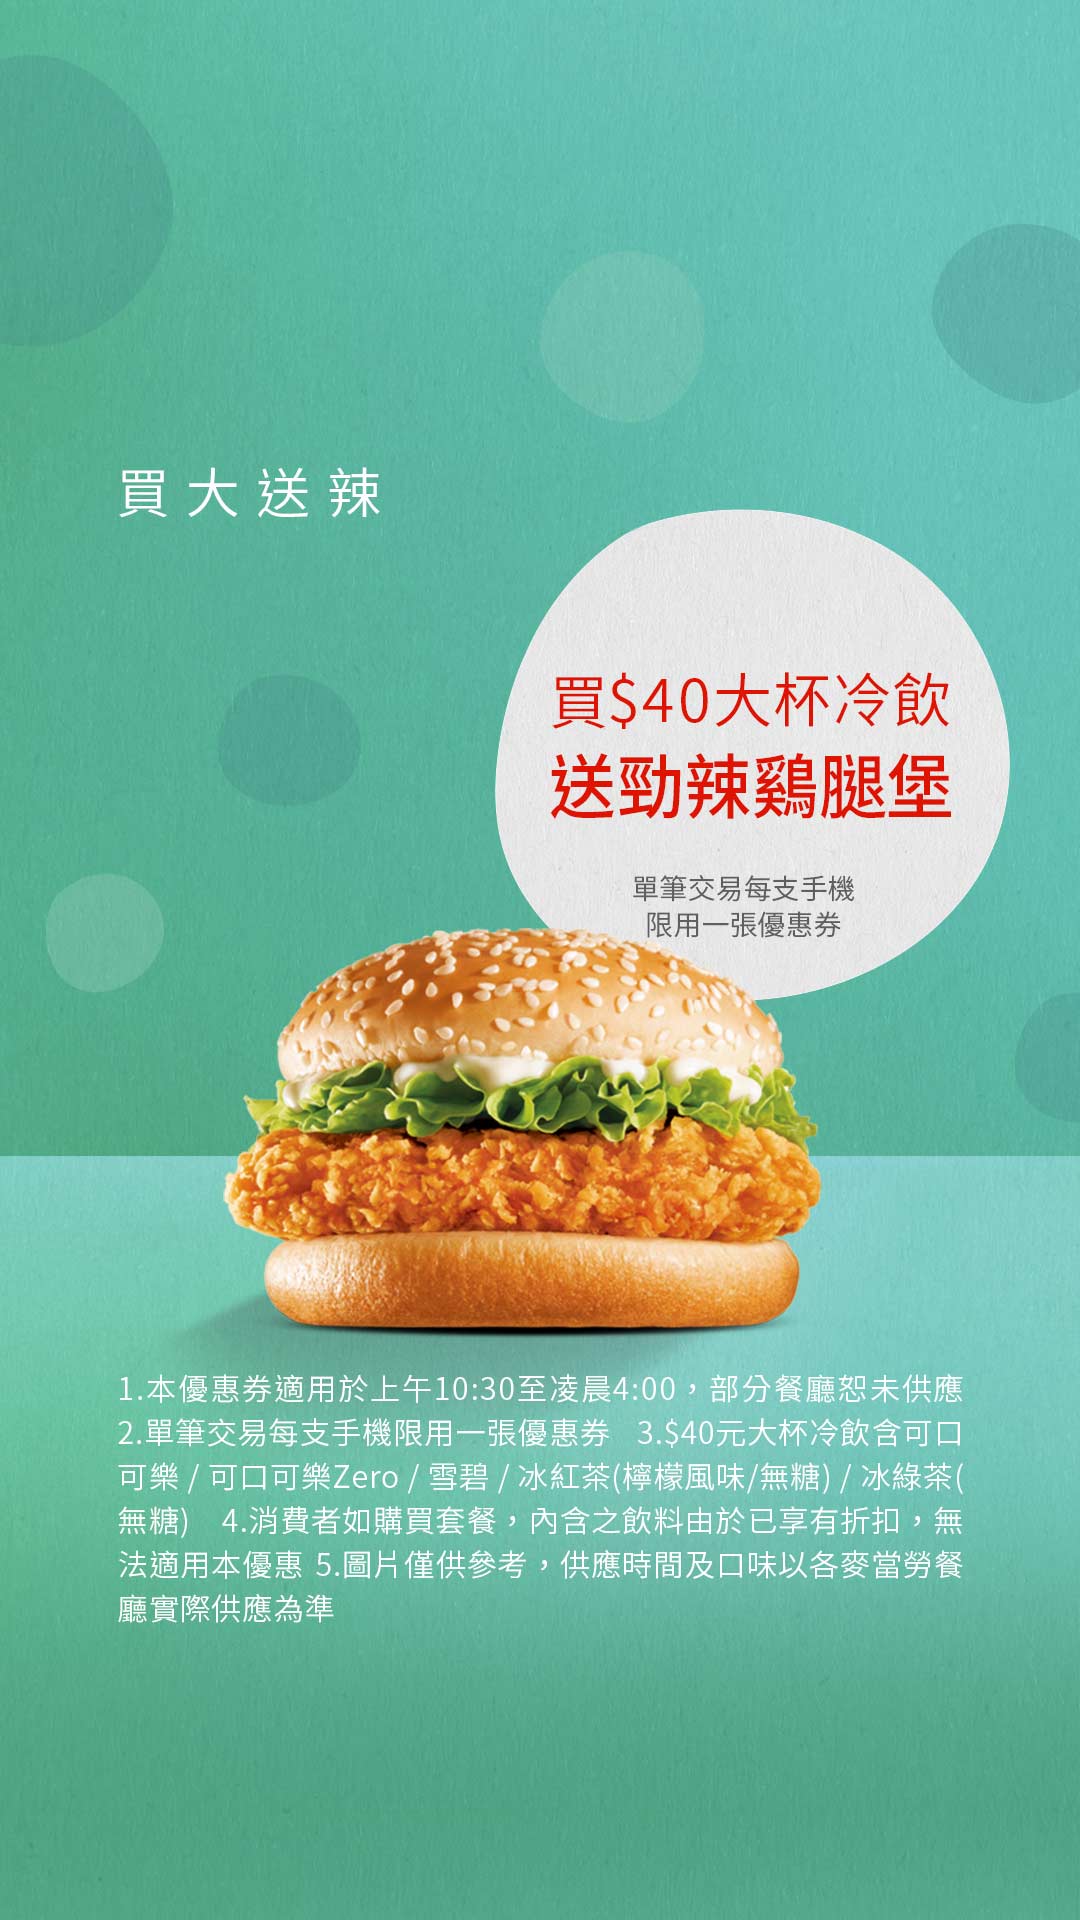 買大送辣
買$40大杯冷飲
送勁辣鷄腿堡
單筆交易每支手機
限用一張優惠券
1.本優惠券適用於上午10:30至凌晨4:00，部分餐廳恕未供應
2.單筆交易每支手機限用一張優惠券 3.$40元大杯冷飲含可口
可樂 / 可口可樂Zero / 雪碧 / 冰紅茶(檸檬風味/無糖) / 冰綠茶(
無糖) 4.消費者如購買套餐，內含之飲料由於已享有折扣，無
法適用本優惠 5.圖片僅供參考，供應時間及口味以各麥當勞餐
廳實際供應為準